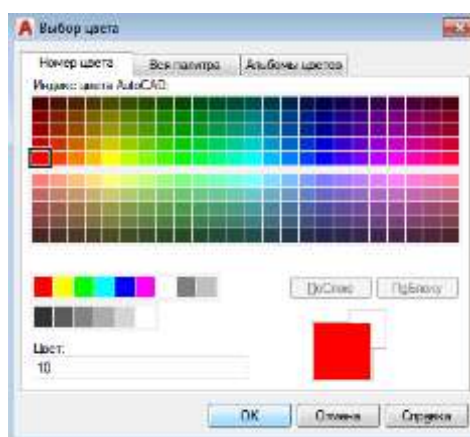 Выбор цвета
Номер цвета
Вся палитра
Альбомы цветов
Индекс цвета AutoCAD:
ПоСлою
ПоБлоку
Цвет:
10
OK
Отмена
Справка